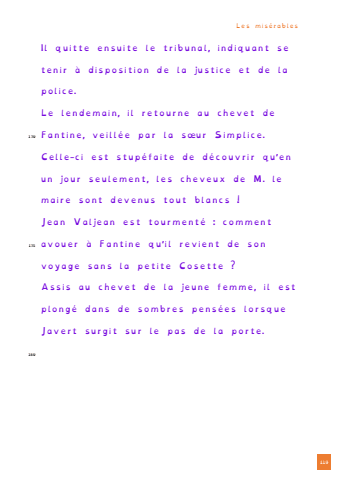 Les misérables
Il quitte ensuite le tribunal, indiquant se
tenir à disposition de la justice et de la
police.
Le lendemain, il retourne au chevet de
Fantine, veillée par la sœur Simplice.
Celle-ci est stupéfaite de découvrir qu'en
un jour seulement, les cheveux de M. le
maire sont devenus tout blancs !
Jean Valjean est tourmenté : comment
avouer à Fantine qu'il revient de son
voyage sans la petite Cosette ?
Assis au chevet de la jeune femme, il est
plongé dans de sombres pensées lorsque
Javert surgit sur le pas de la porte.